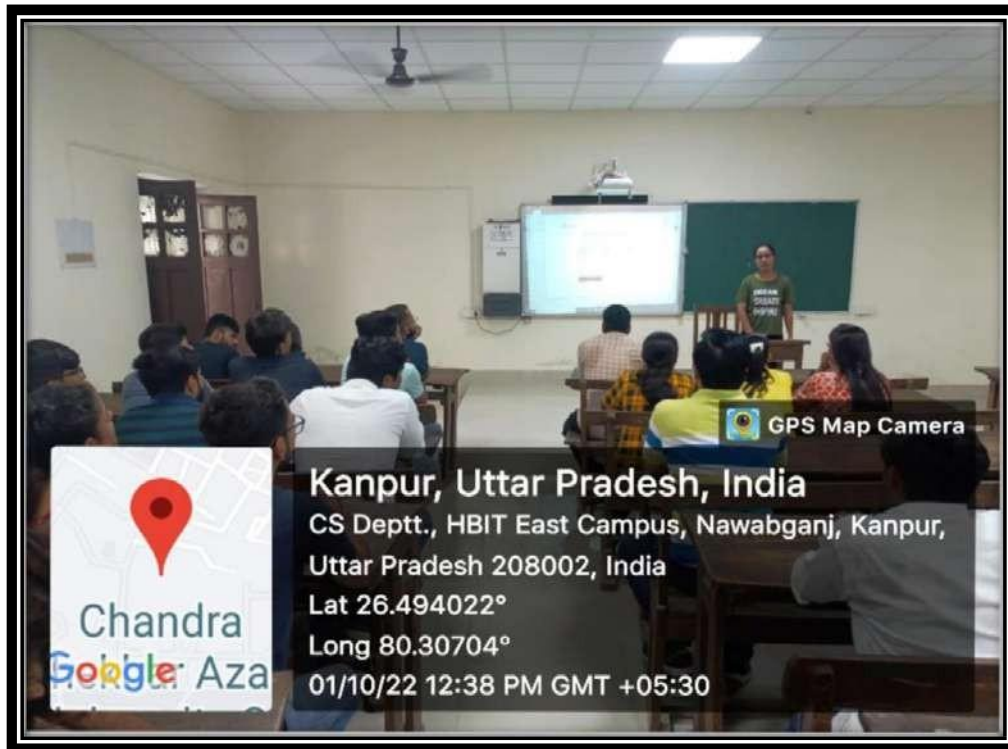 DREAM
GPS Map Camera
Kanpur, Uttar Pradesh, India
CS Deptt., HBIT East Campus, Nawabganj, Kanpur,
Uttar Pradesh 208002, India
Lat 26.494022°
Long 80.30704°
01/10/22 12:38 PM GMT +05:30
Chandra
Aza
Google